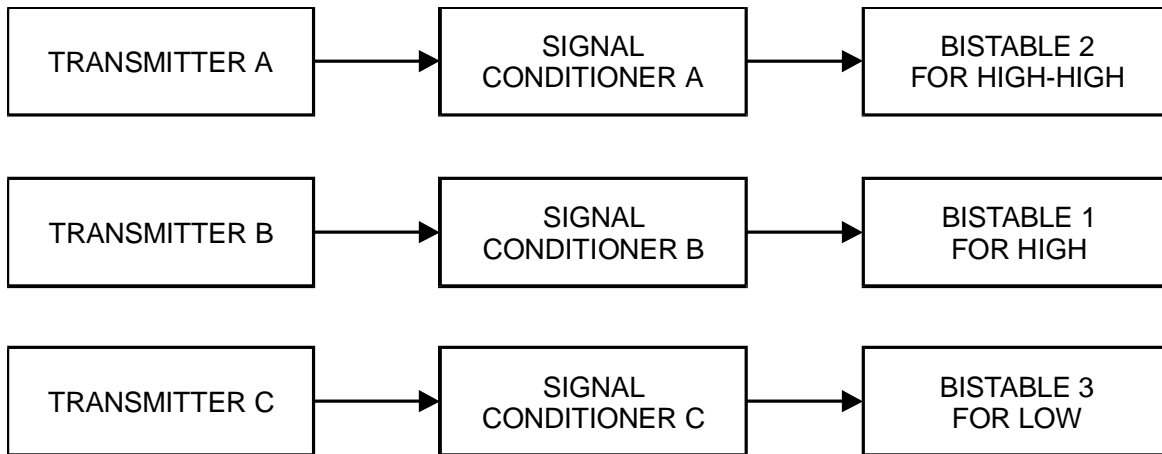 TRANSMITTER A
SIGNAL
CONDITIONER A
BISTABLE 2
FOR HIGH-HIGH
TRANSMITTER B
SIGNAL
CONDITIONER B
BISTABLE 1
FOR HIGH
TRANSMITTER C
SIGNAL
CONDITIONER C
BISTABLE 3
FOR LOW